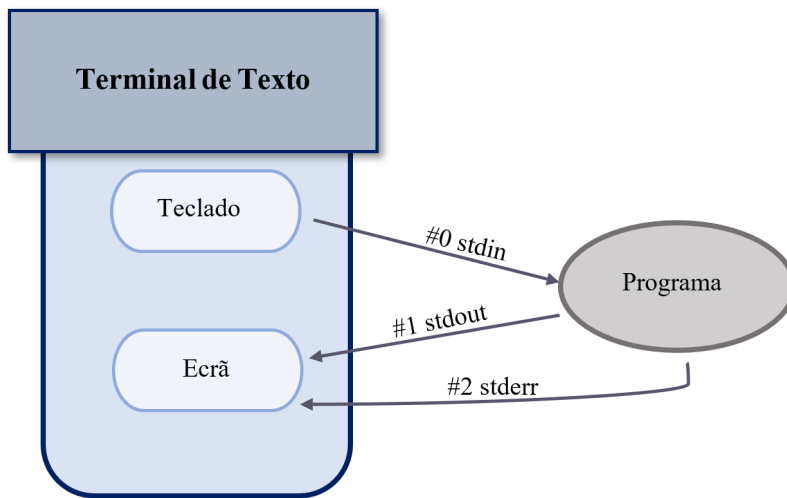 Terminal de Texto
Teclado
#0 stdin
Programa
#1 stdout
Ecrã
#2 stderr